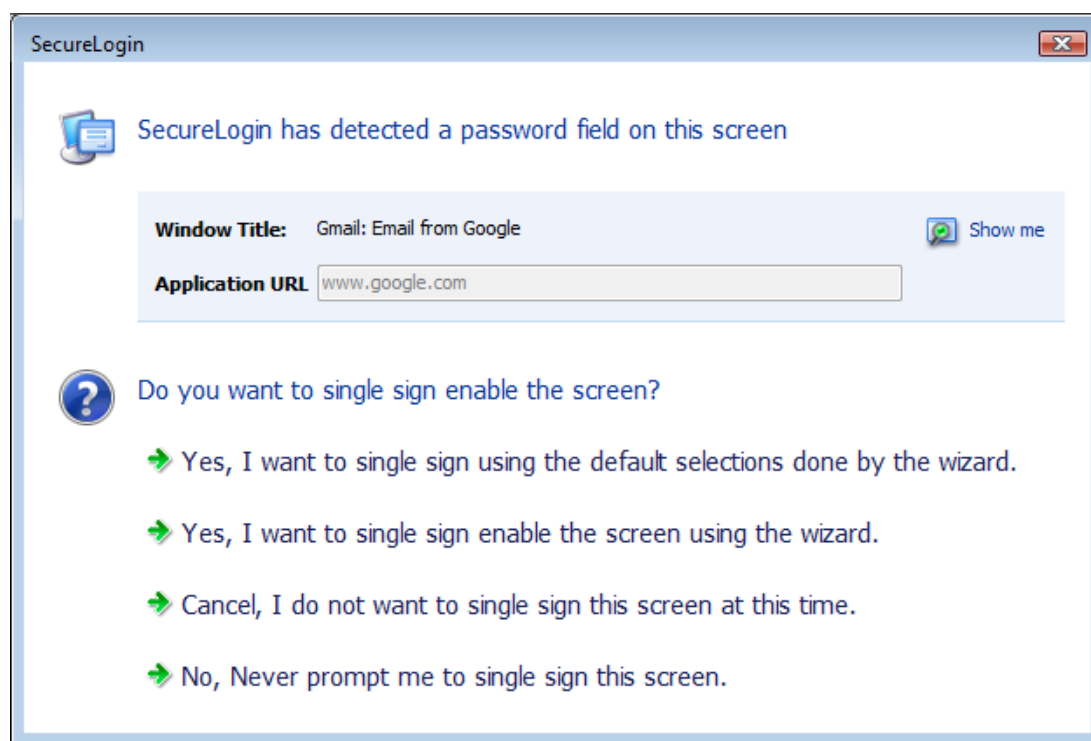 SecureLogin
SecureLogin has detected a password field on this screen
Window Title: Gmail: Email from Google Show me
Application URL www.google.com
Do you want to single sign enable the screen?
Yes, I want to single sign using the default selections done by the wizard.
Yes, I want to single sign enable the screen using the wizard.
Cancel, I do not want to single sign this screen at this time.
No, Never prompt me to single sign this screen.